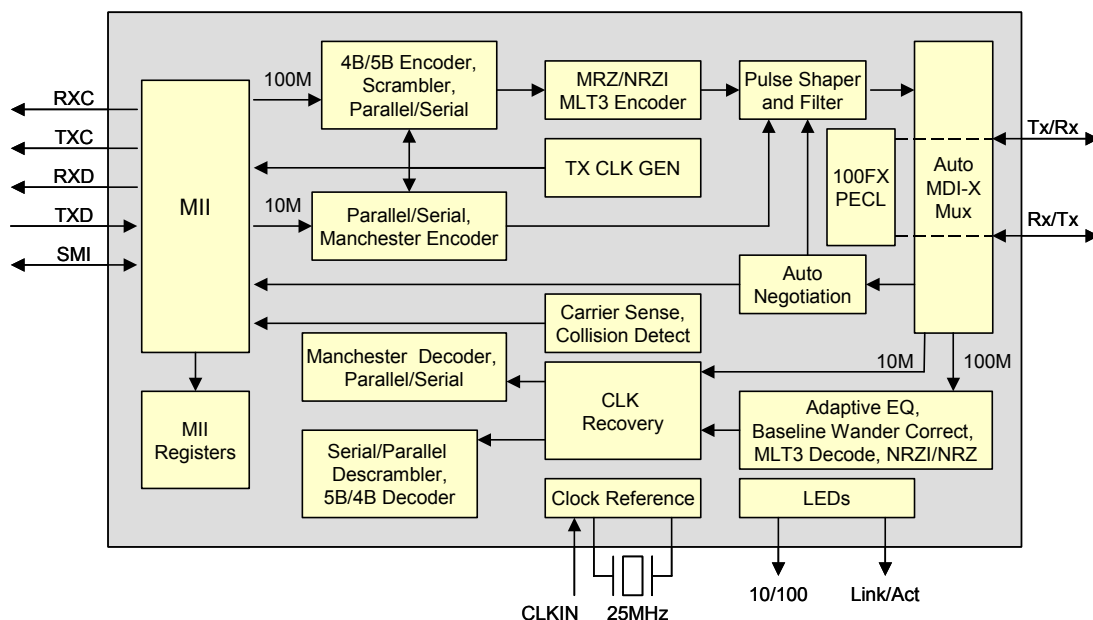 RXC
TXC
RXD
TXD
SMI
MII
100M
10M
4B/5B Encoder,
Scrambler,
Parallel/Serial
MRZ/NRZI
MLT3 Encoder
Pulse Shaper
and Filter
TX CLK GEN
Parallel/Serial,
Manchester Encoder
100FX
PECL
Auto
MDI-X
Mux
Tx/Rx
Rx/Tx
Auto
Negotiation
Carrier Sense,
Collision Detect
Manchester Decoder,
Parallel/Serial
10M
100M
CLK
Recovery
Adaptive EQ,
Baseline Wander Correct,
MLT3 Decode, NRZI/NRZ
MII
Registers
Serial/Parallel
Descrambler,
5B/4B Decoder
Clock Reference
LEDs
CLKIN
25MHz
10/100
Link/Act